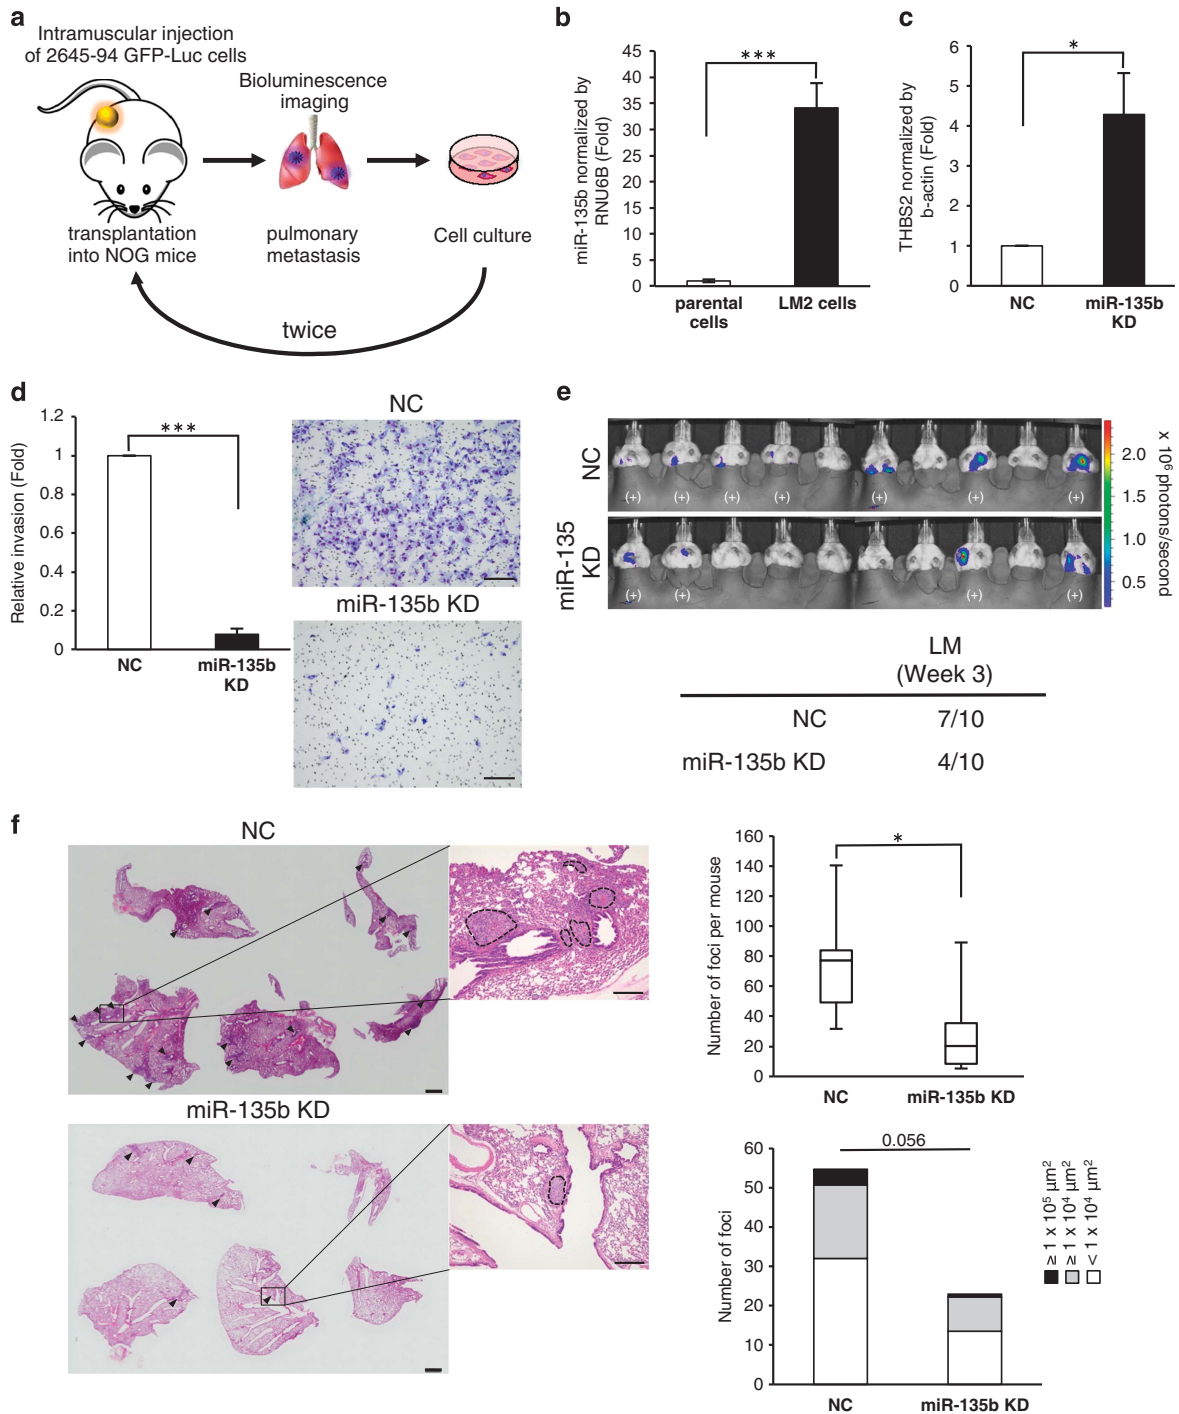 a
Intramuscular injection
of 2645-94 GFP-Luc cells
Bioluminescence
imaging
transplantation
into NOG mice
pulmonary
metastasis
Cell culture
twice
b
miR-135b normalized by
RNU6B (Fold)
45
40
35
30
25
20
15
10
5
0
***
parental
cells
LM2 cells
c
THBS2 normalized by
b-actin (Fold)
6
5
4
3
2
1
0
*
NC
miR-135b
KD
d
Relative invasion (Fold)
1.2
1
0.8
0.6
0.4
0.2
0
***
NC
miR-135b
KD
NC
miR-135b KD
e
NC
(+) (+) (+) (+) (+) (+) (+)
miR-135
KD
(+) (+) (+) (+)
2.0
1.5
1.0
0.5
x 10⁶ photons/second
LM
(Week 3)
NC 7/10
miR-135b KD 4/10
f
NC
miR-135b KD
Number of foci per mouse
160
140
120
100
80
60
40
20
0
*
NC
miR-135b KD
Number of foci
60
50
40
30
20
10
0
0.056
NC
miR-135b KD
≥ 1 x 10⁵ µm²
≥ 1 x 10⁴ µm²
< 1 x 10⁴ µm²